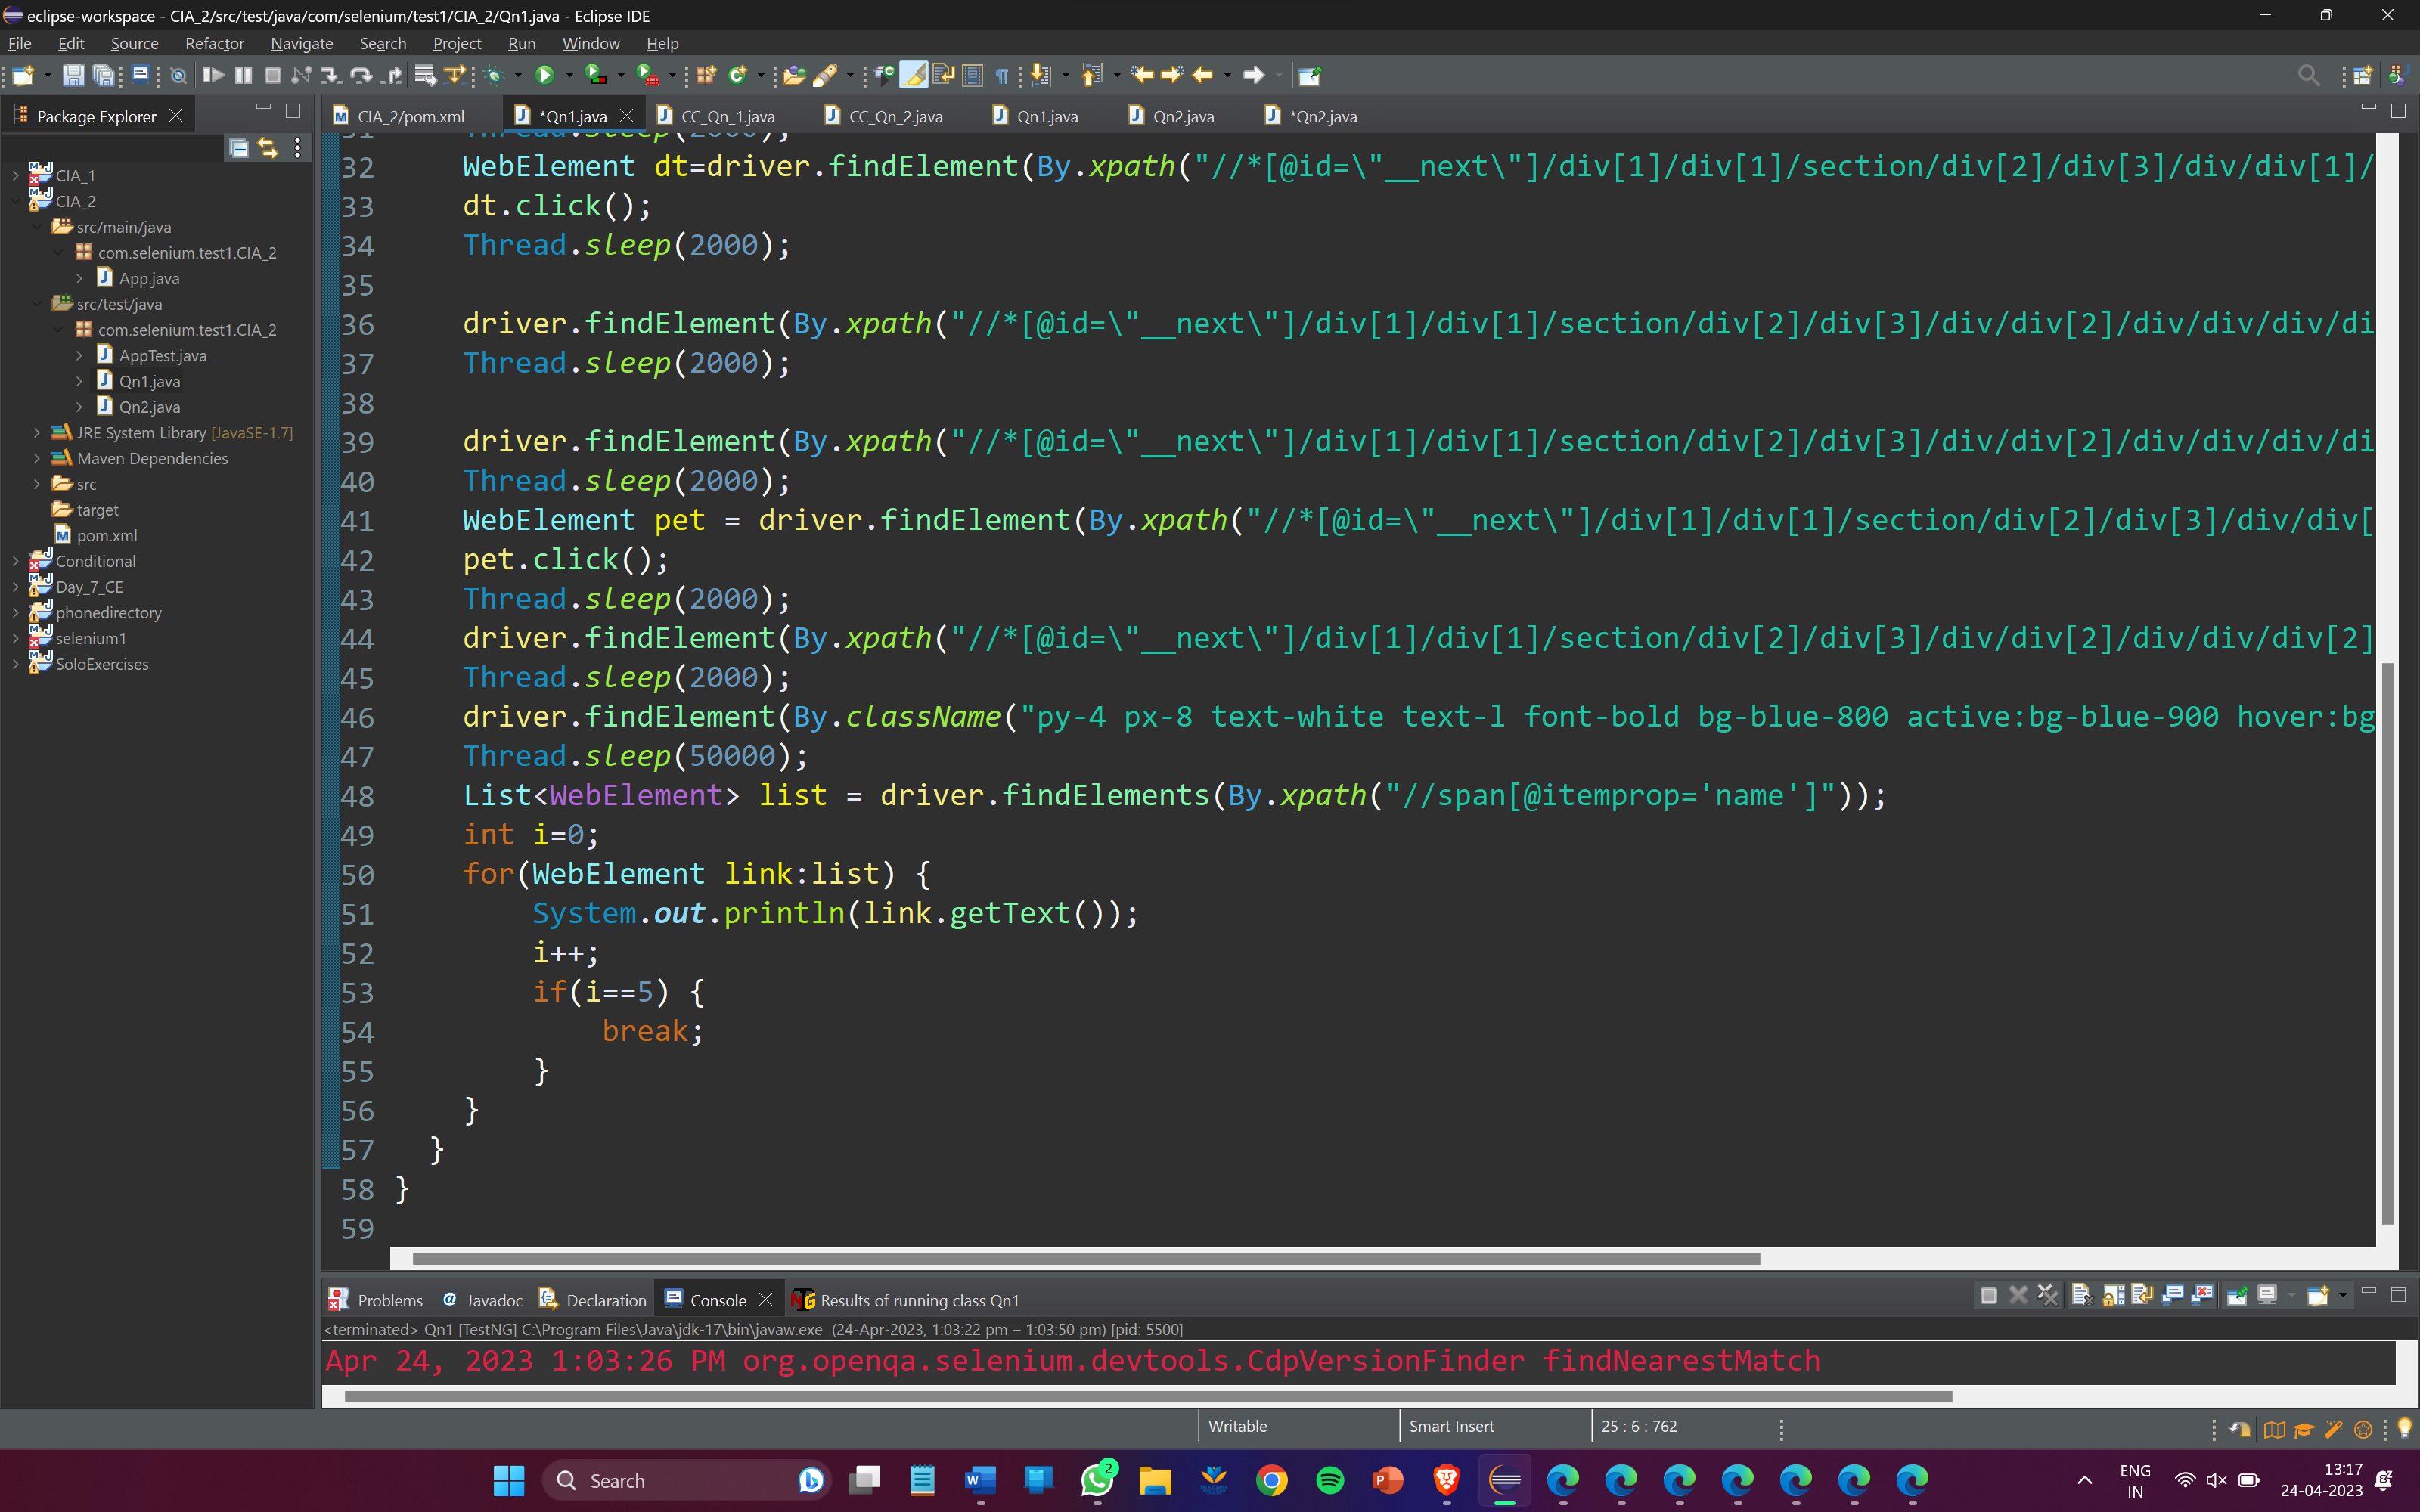 eclipse-workspace - CIA_2/src/test/java/com/selenium/test1/CIA_2/Qn1.java - Eclipse IDE
File Edit Source Refactor Navigate Search Project Run Window Help
Package Explorer
CIA_2/pom.xml *Qn1.java CC_Qn_1.java CC_Qn_2.java Qn1.java Qn2.java *Qn2.java
CIA_1
CIA_2
src/main/java
com.selenium.test1.CIA_2
App.java
src/test/java
com.selenium.test1.CIA_2
AppTest.java
Qn1.java
Qn2.java
JRE System Library [JavaSE-1.7]
Maven Dependencies
src
target
pom.xml
Conditional
Day_7_CE
phonedirectory
selenium1
SoloExercises
31 Thread.sleep(2000);
32 WebElement dt=driver.findElement(By.xpath("//*[@id=\"__next\"]/div[1]/div[1]/section/div[2]/div[3]/div/div[1]/
33 dt.click();
34 Thread.sleep(2000);
35
36 driver.findElement(By.xpath("//*[@id=\"__next\"]/div[1]/div[1]/section/div[2]/div[3]/div/div[2]/div/div/div/di
37 Thread.sleep(2000);
38
39 driver.findElement(By.xpath("//*[@id=\"__next\"]/div[1]/div[1]/section/div[2]/div[3]/div/div[2]/div/div/div/di
40 Thread.sleep(2000);
41 WebElement pet = driver.findElement(By.xpath("//*[@id=\"__next\"]/div[1]/div[1]/section/div[2]/div[3]/div/div[
42 pet.click();
43 Thread.sleep(2000);
44 driver.findElement(By.xpath("//*[@id=\"__next\"]/div[1]/div[1]/section/div[2]/div[3]/div/div[2]/div/div/div[2]
45 Thread.sleep(2000);
46 driver.findElement(By.className("py-4 px-8 text-white text-l font-bold bg-blue-800 active:bg-blue-900 hover:bg
47 Thread.sleep(50000);
48 List<WebElement> list = driver.findElements(By.xpath("//span[@itemprop='name']"));
49 int i=0;
50 for(WebElement link:list) {
51 System.out.println(link.getText());
52 i++;
53 if(i==5) {
54 break;
55 }
56 }
57 }
58 }
59
Problems Javadoc Declaration Console Results of running class Qn1
<terminated> Qn1 [TestNG] C:\Program Files\Java\jdk-17\bin\javaw.exe (24-Apr-2023, 1:03:22 pm – 1:03:50 pm) [pid: 5500]
Apr 24, 2023 1:03:26 PM org.openqa.selenium.devtools.CdpVersionFinder findNearestMatch
Writable Smart Insert 25 : 6 : 762
Search
2
ENG
IN
13:17
24-04-2023